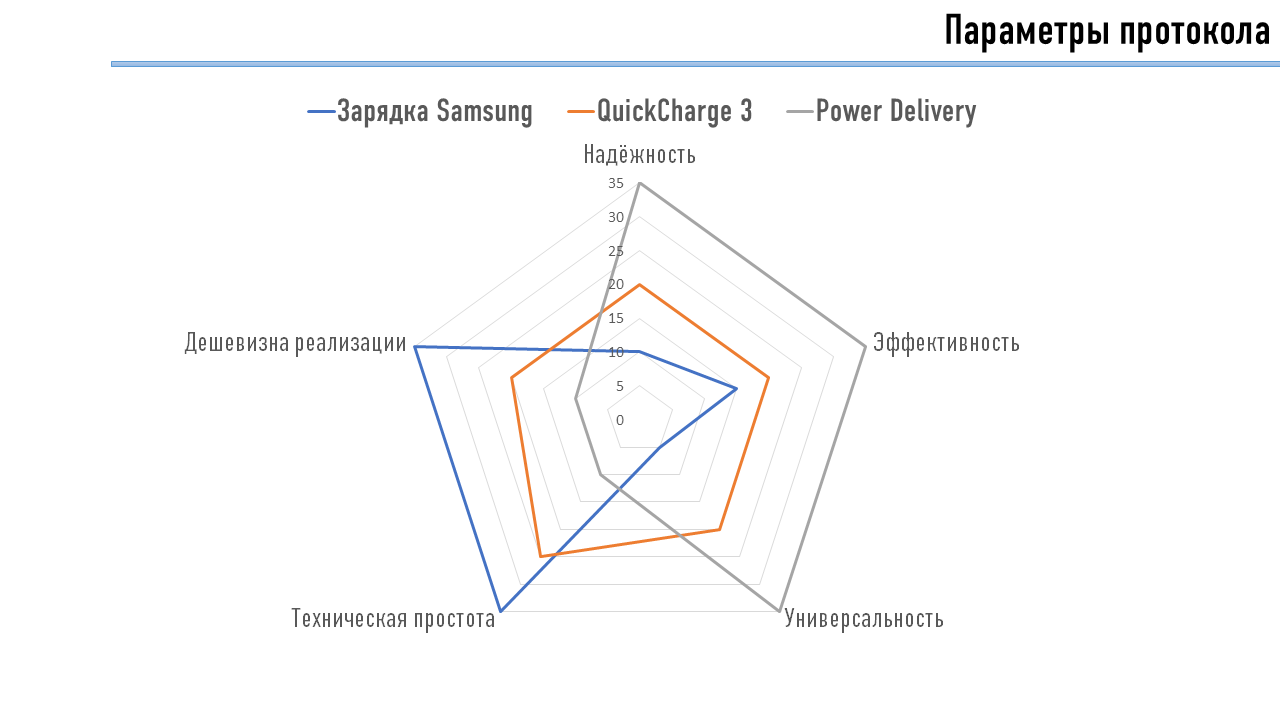 Параметры протокола
Зарядка Samsung QuickCharge 3 Power Delivery
Надёжность
35
30
25
20
15
10
5
0
Дешевизна реализации
Эффективность
Техническая простота
Универсальность